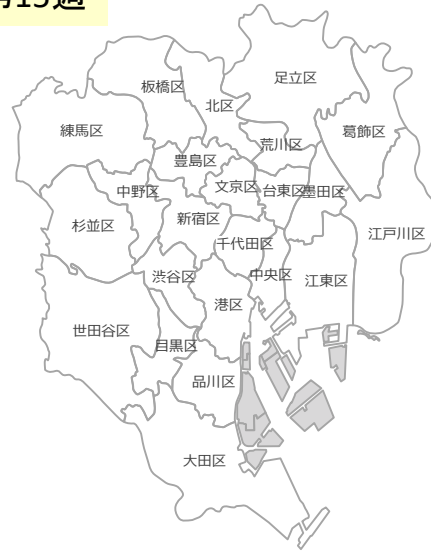 第15週
足立区
板橋区
北区
葛飾区
練馬区
荒川区
豊島区
文京区
台東区
墨田区
中野区
新宿区
杉並区
千代田区
江戸川区
渋谷区
中央区
江東区
港区
世田谷区
目黒区
品川区
大田区